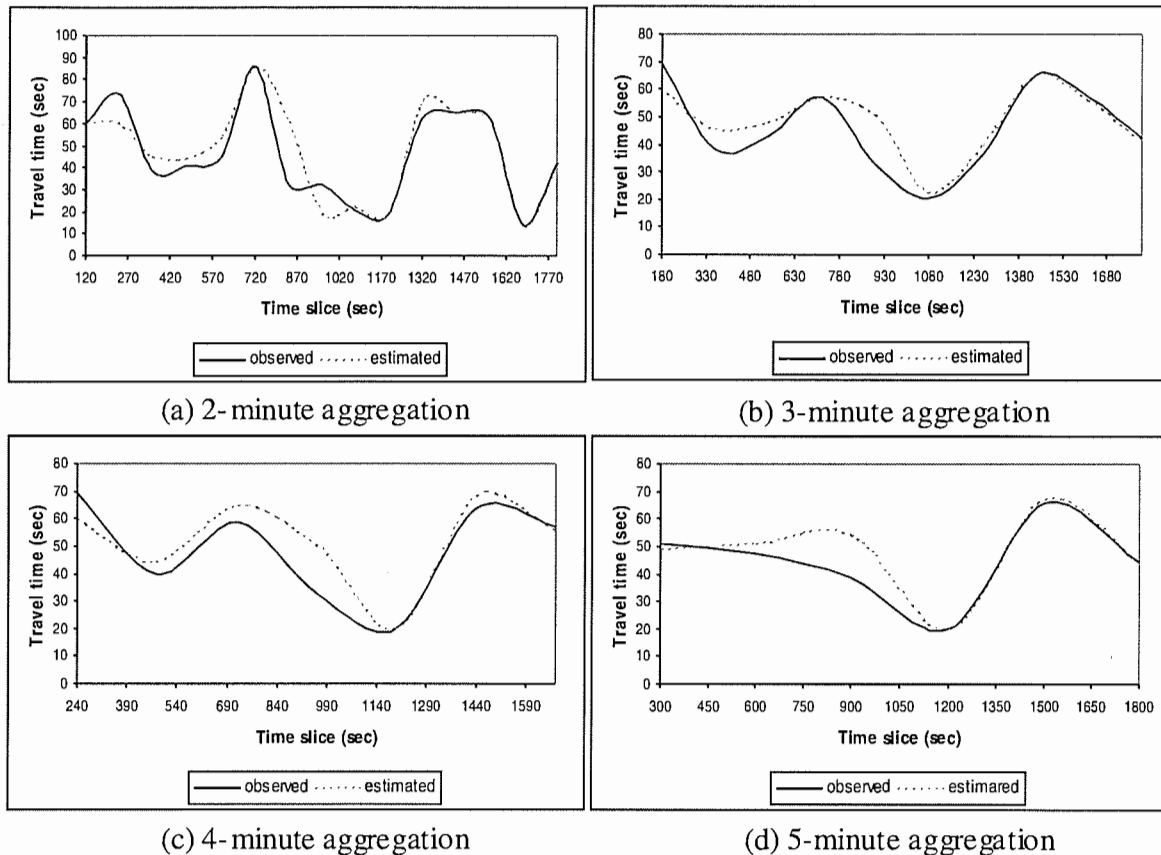 100
90
80
70
60
50
40
30
20
10
0
Travel time (sec)
120 270 420 570 720 870 1020 1170 1320 1470 1620 1770
Time slice (sec)
observed estimated
(a) 2-minute aggregation
80
70
60
50
40
30
20
10
0
Travel time (sec)
180 330 480 630 780 930 1080 1230 1380 1530 1680
Time slice (sec)
observed estimated
(b) 3-minute aggregation
80
70
60
50
40
30
20
10
0
Travel time (sec)
240 390 540 690 840 990 1140 1290 1440 1590
Time slice (sec)
observed estimated
(c) 4-minute aggregation
80
70
60
50
40
30
20
10
0
Travel time (sec)
300 450 600 750 900 1050 1200 1350 1500 1650 1800
Time slice (sec)
observed estimared
(d) 5-minute aggregation